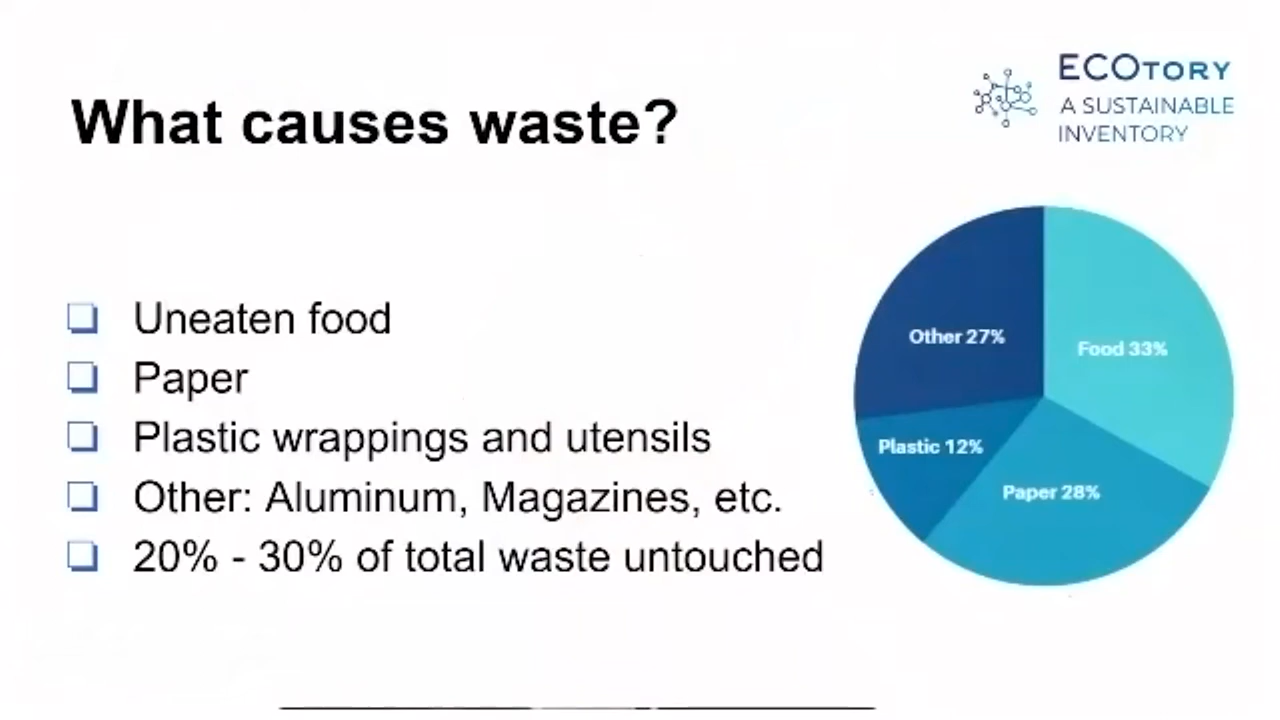 What causes waste?
ECOTORY
A SUSTAINABLE
INVENTORY
Uneaten food
Paper
Plastic wrappings and utensils
Other: Aluminum, Magazines, etc.
20% - 30% of total waste untouched
Other 27%
Food 33%
Plastic 12%
Paper 28%